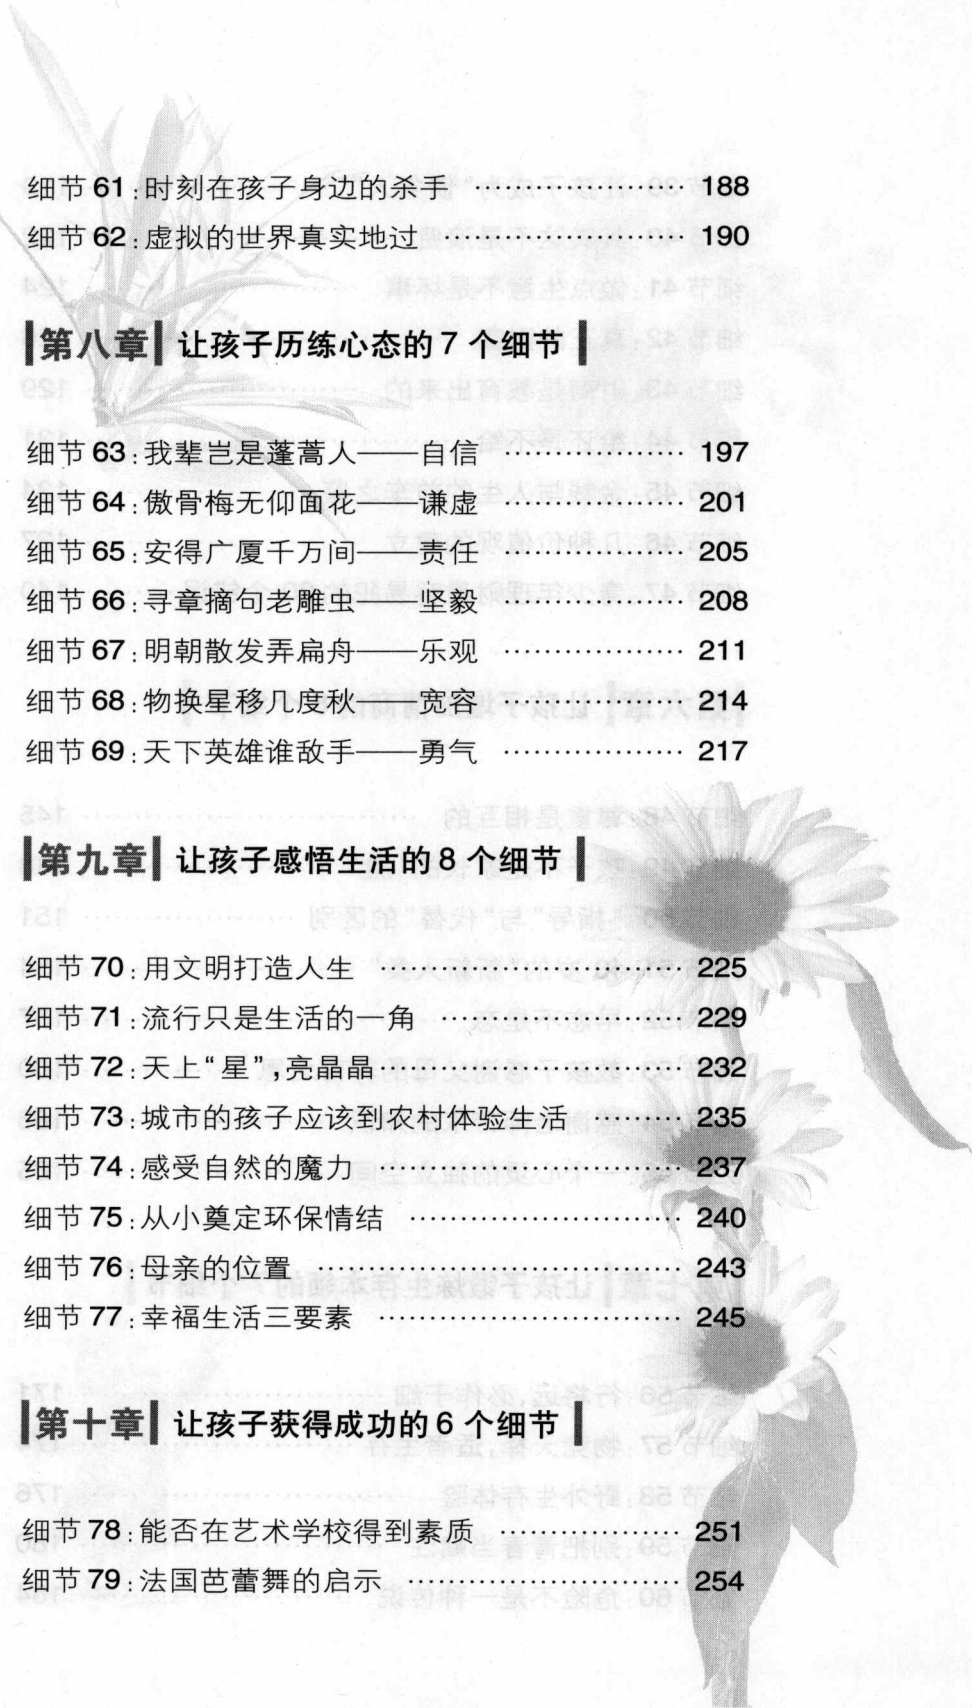 细节 61:时刻在孩子身边的杀手 ………………… 188
细节 62:虚拟的世界真实地过 ………………… 190
第八章 让孩子历练心态的 7 个细节
细节 63:我辈岂是蓬蒿人——自信 ……………… 197
细节 64:傲骨梅无仰面花——谦虚 ……………… 201
细节 65:安得广厦千万间——责任 ……………… 205
细节 66:寻章摘句老雕虫——坚毅 ……………… 208
细节 67:明朝散发弄扁舟——乐观 ……………… 211
细节 68:物换星移几度秋——宽容 ……………… 214
细节 69:天下英雄谁敌手——勇气 ……………… 217
第九章 让孩子感悟生活的 8 个细节
细节 70:用文明打造人生 ………………………… 225
细节 71:流行只是生活的一角 …………………… 229
细节 72:天上“星”,亮晶晶………………………… 232
细节 73:城市的孩子应该到农村体验生活 ……… 235
细节 74:感受自然的魔力 ………………………… 237
细节 75:从小奠定环保情结 ……………………… 240
细节 76:母亲的位置 ……………………………… 243
细节 77:幸福生活三要素 ………………………… 245
第十章 让孩子获得成功的 6 个细节
细节 78:能否在艺术学校得到素质 ……………… 251
细节 79:法国芭蕾舞的启示 ……………………… 254